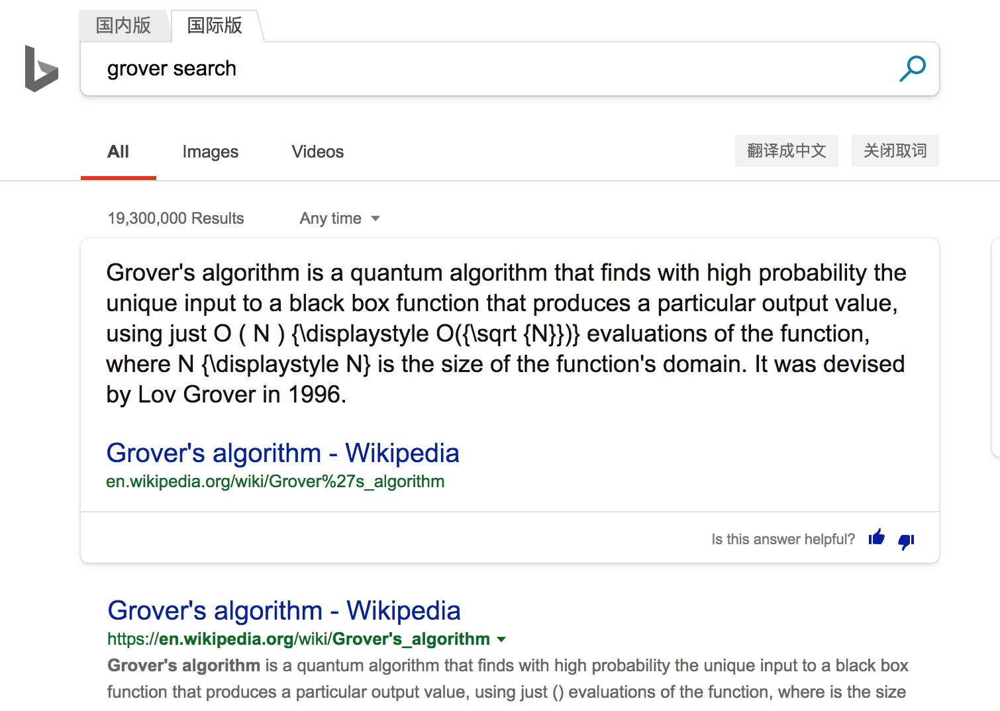 国内版 国际版
grover search
All Images Videos 翻译成中文 关闭取词
19,300,000 Results Any time
Grover's algorithm is a quantum algorithm that finds with high probability the
unique input to a black box function that produces a particular output value,
using just O ( N ) {\displaystyle O({\sqrt {N}})} evaluations of the function,
where N {\displaystyle N} is the size of the function's domain. It was devised
by Lov Grover in 1996.
Grover's algorithm - Wikipedia
en.wikipedia.org/wiki/Grover%27s_algorithm
Is this answer helpful?
Grover's algorithm - Wikipedia
https://en.wikipedia.org/wiki/Grover's_algorithm
Grover's algorithm is a quantum algorithm that finds with high probability the unique input to a black box
function that produces a particular output value, using just () evaluations of the function, where is the size